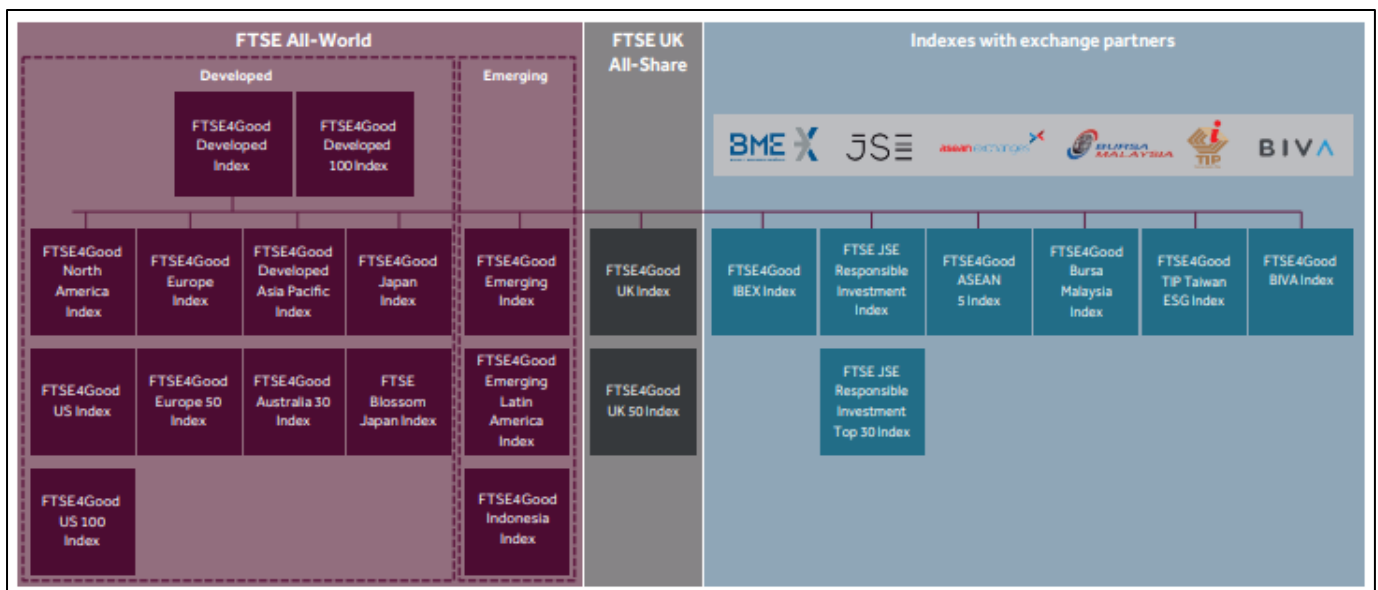 FTSE All-World
Developed
Emerging
FTSE4Good
Developed
Index
FTSE4Good
Developed
100 Index
FTSE4Good
North
America
Index
FTSE4Good
Europe
Index
FTSE4Good
Developed
Asia Pacific
Index
FTSE4Good
Japan
Index
FTSE4Good
Emerging
Index
FTSE4Good
US Index
FTSE4Good
Europe 50
Index
FTSE4Good
Australia 30
Index
FTSE
Blossom
Japan Index
FTSE4Good
Emerging
Latin
America
Index
FTSE4Good
US 100
Index
FTSE4Good
Indonesia
Index
FTSE UK
All-Share
FTSE4Good
UK Index
FTSE4Good
UK 50 Index
Indexes with exchange partners
BME
JSE
asean exchanges
BURSA
MALAYSIA
TIP
BIVA
FTSE4Good
IBEX Index
FTSE JSE
Responsible
Investment
Index
FTSE4Good
ASEAN
5 Index
FTSE4Good
Bursa
Malaysia
Index
FTSE4Good
TIP Taiwan
ESG Index
FTSE4Good
BIVA Index
FTSE JSE
Responsible
Investment
Top 30 Index